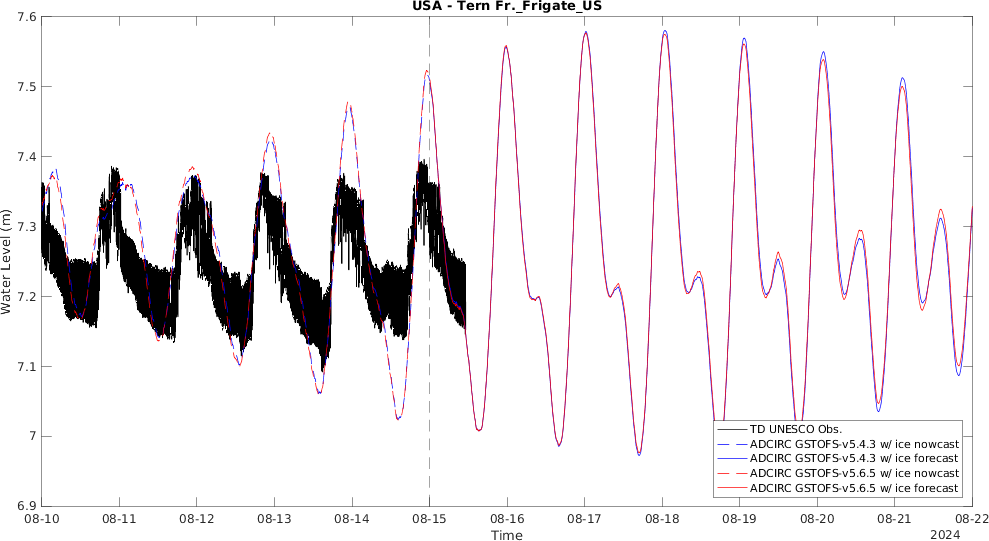 USA - Tern Fr._Frigate_US
7.6
7.5
7.4
7.3
7.2
7.1
7
6.9
Water Level (m)
TD UNESCO Obs.
ADCIRC GSTOFS-v5.4.3 w/ ice nowcast
ADCIRC GSTOFS-v5.4.3 w/ ice forecast
ADCIRC GSTOFS-v5.6.5 w/ ice nowcast
ADCIRC GSTOFS-v5.6.5 w/ ice forecast
08-10 08-11 08-12 08-13 08-14 08-15 08-16 08-17 08-18 08-19 08-20 08-21 08-22
Time
2024